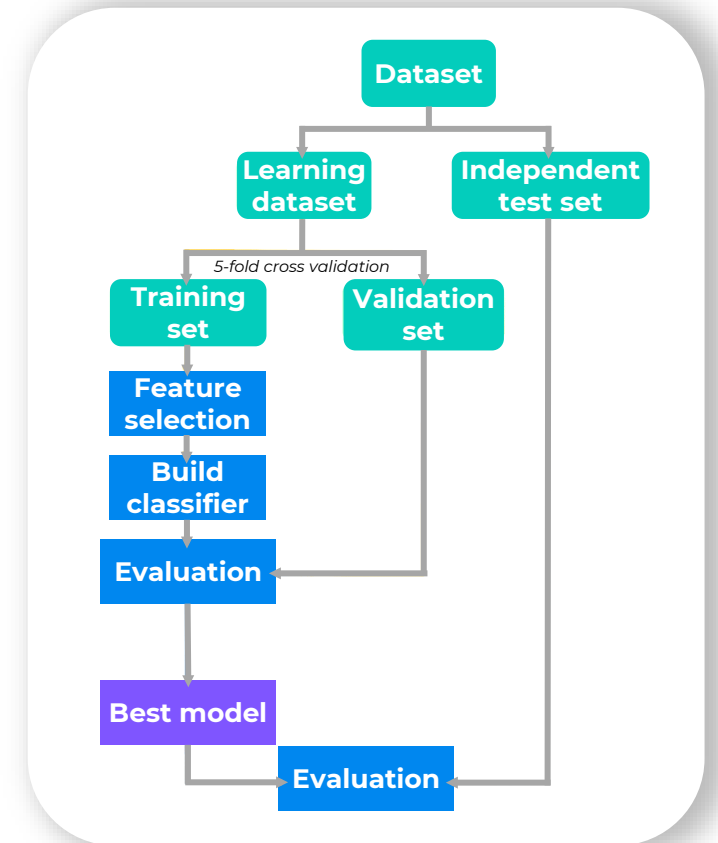 Dataset
Learning
dataset
Independent
test set
5-fold cross validation
Training
set
Validation
set
Feature
selection
Build
classifier
Evaluation
Best model
Evaluation